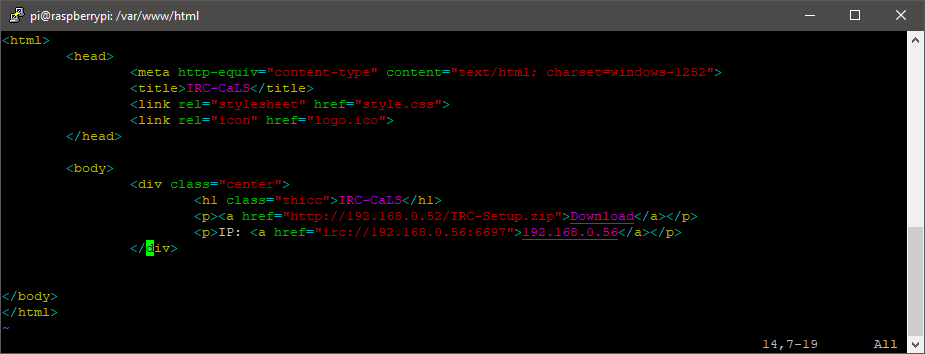 pi@raspberrypi: /var/www/html
<html>
<head>
<meta http-equiv="content-type" content="text/html; charset=windows-1252">
<title>IRC-CaLS</title>
<link rel="stylesheet" href="style.css">
<link rel="icon" href="logo.ico">
</head>
<body>
<div class="center">
<h1 class="thicc">IRC-CaLS</h1>
<p><a href="http://192.168.0.52/IRC-Setup.zip">Download</a></p>
<p>IP: <a href="irc://192.168.0.56:6697">192.168.0.56</a></p>
</div>
</body>
</html>
~
14,7-19 All